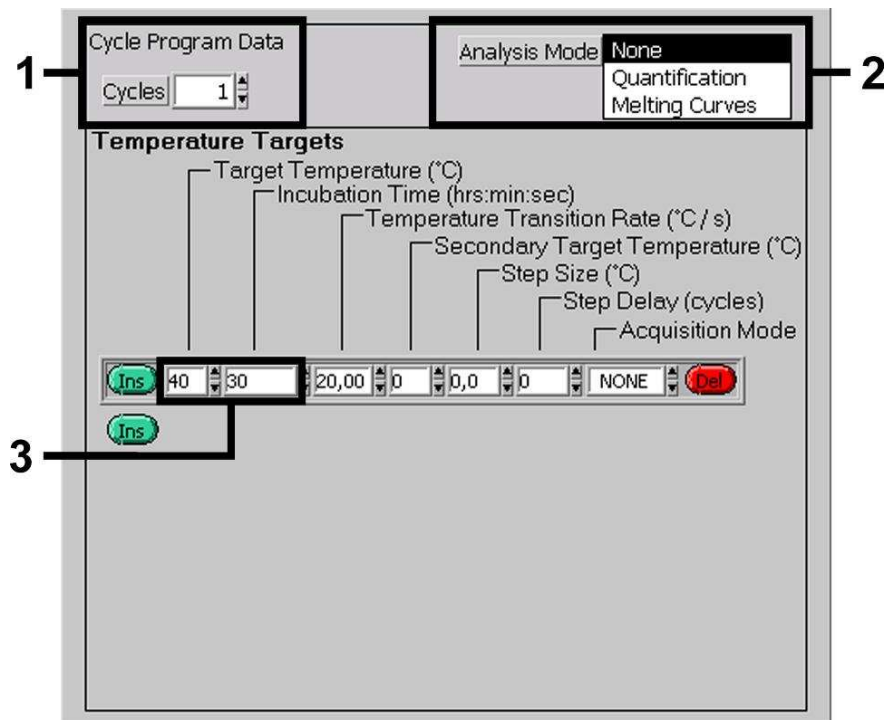 Cycle Program Data
Cycles 1
Analysis Mode None
Quantification
Melting Curves
1
2
Temperature Targets
Target Temperature (°C)
Incubation Time (hrs:min:sec)
Temperature Transition Rate (°C / s)
Secondary Target Temperature (°C)
Step Size (°C)
Step Delay (cycles)
Acquisition Mode
Ins 40 30 20,00 0 0,0 0 NONE Del
Ins
3